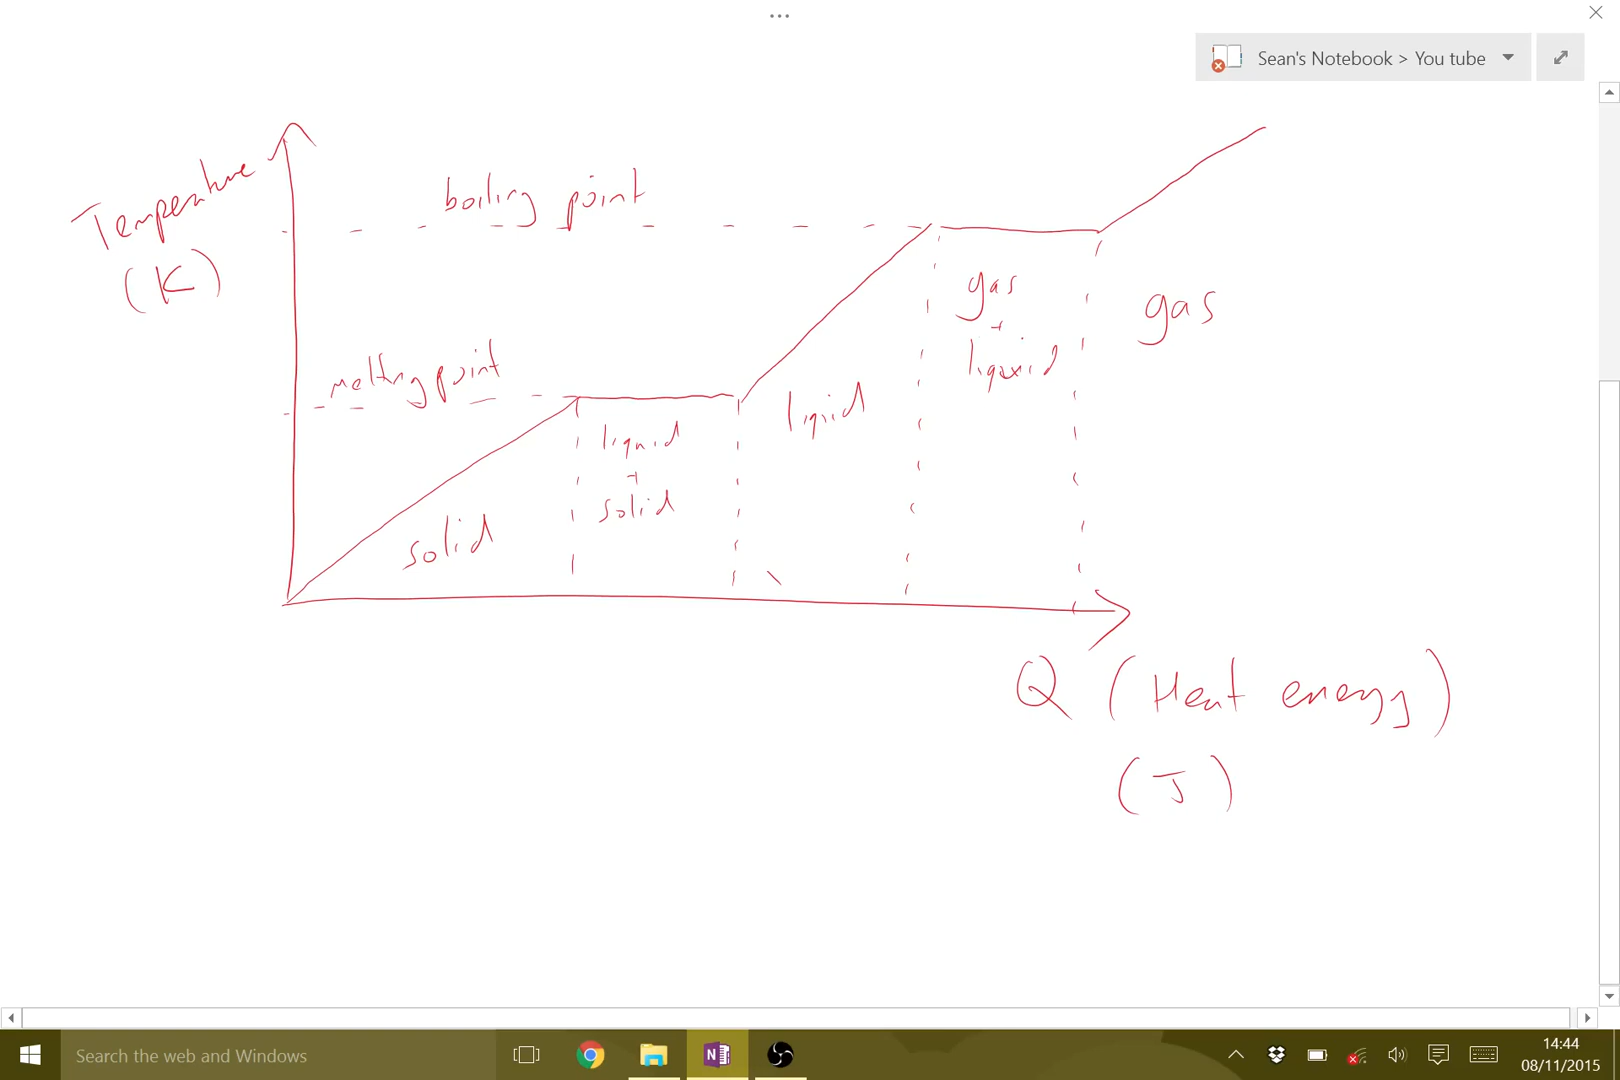 Sean's Notebook > You tube
Temperature
(K)
boiling point
melting point
gas
+
liquid
gas
liquid
liquid
+
solid
solid
Q (Heat energy)
(J)
Search the web and Windows
N
14:44
08/11/2015